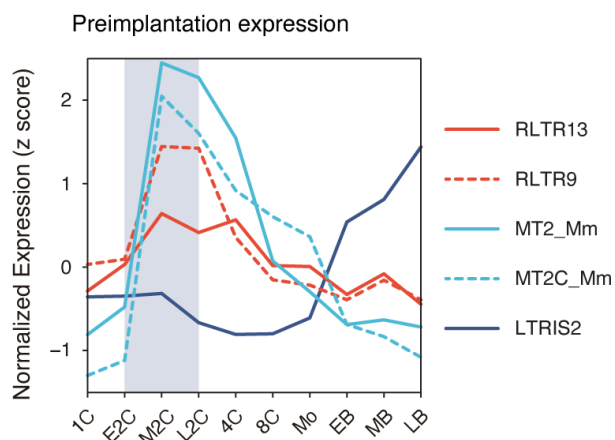 Preimplantation expression
Normalized Expression (z score)
2
1
0
−1
1C
E2C
M2C
L2C
4C
8C
Mo
EB
MB
LB
RLTR13
RLTR9
MT2_Mm
MT2C_Mm
LTRIS2